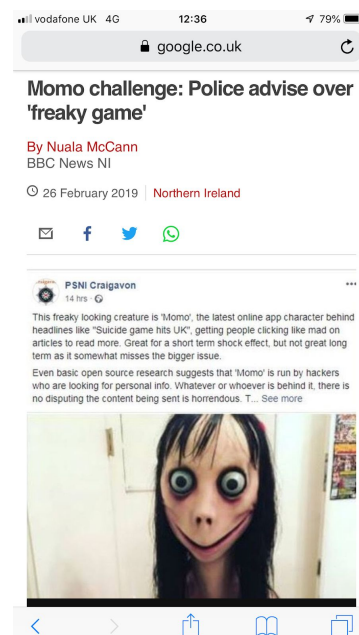 vodafone UK 4G 12:36 79%
google.co.uk
Momo challenge: Police advise over
'freaky game'
By Nuala McCann
BBC News NI
26 February 2019 Northern Ireland
PSNI Craigavon
14 hrs
This freaky looking creature is 'Momo', the latest online app character behind
headlines like "Suicide game hits UK", getting people clicking like mad on
articles to read more. Great for a short term shock effect, but not great long
term as it somewhat misses the bigger issue.
Even basic open source research suggests that 'Momo' is run by hackers
who are looking for personal info. Whatever or whoever is behind it, there is
no disputing the content being sent is horrendous. T... See more